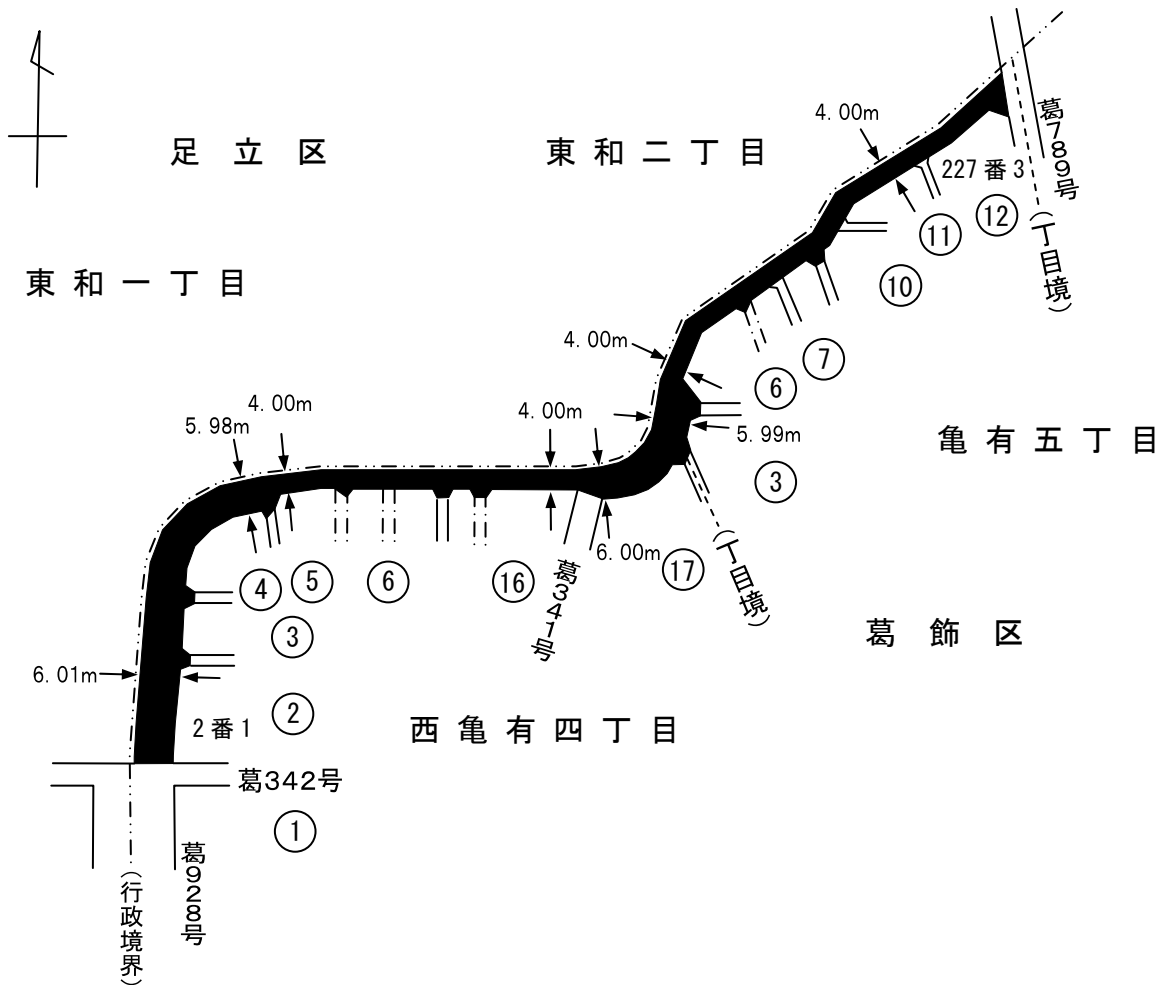 足立区
東和二丁目
4.00m
葛789号
227番3
⑫
(丁目境)
⑪
東和一丁目
⑩
4.00m
⑦
⑥
4.00m
5.98m
4.00m
5.99m
亀有五丁目
③
6.00m
⑰
(丁目境)
④
⑤
⑥
⑯
葛341号
③
葛飾区
6.01m
②
2番1
西亀有四丁目
葛342号
①
葛928号
(行政境界)